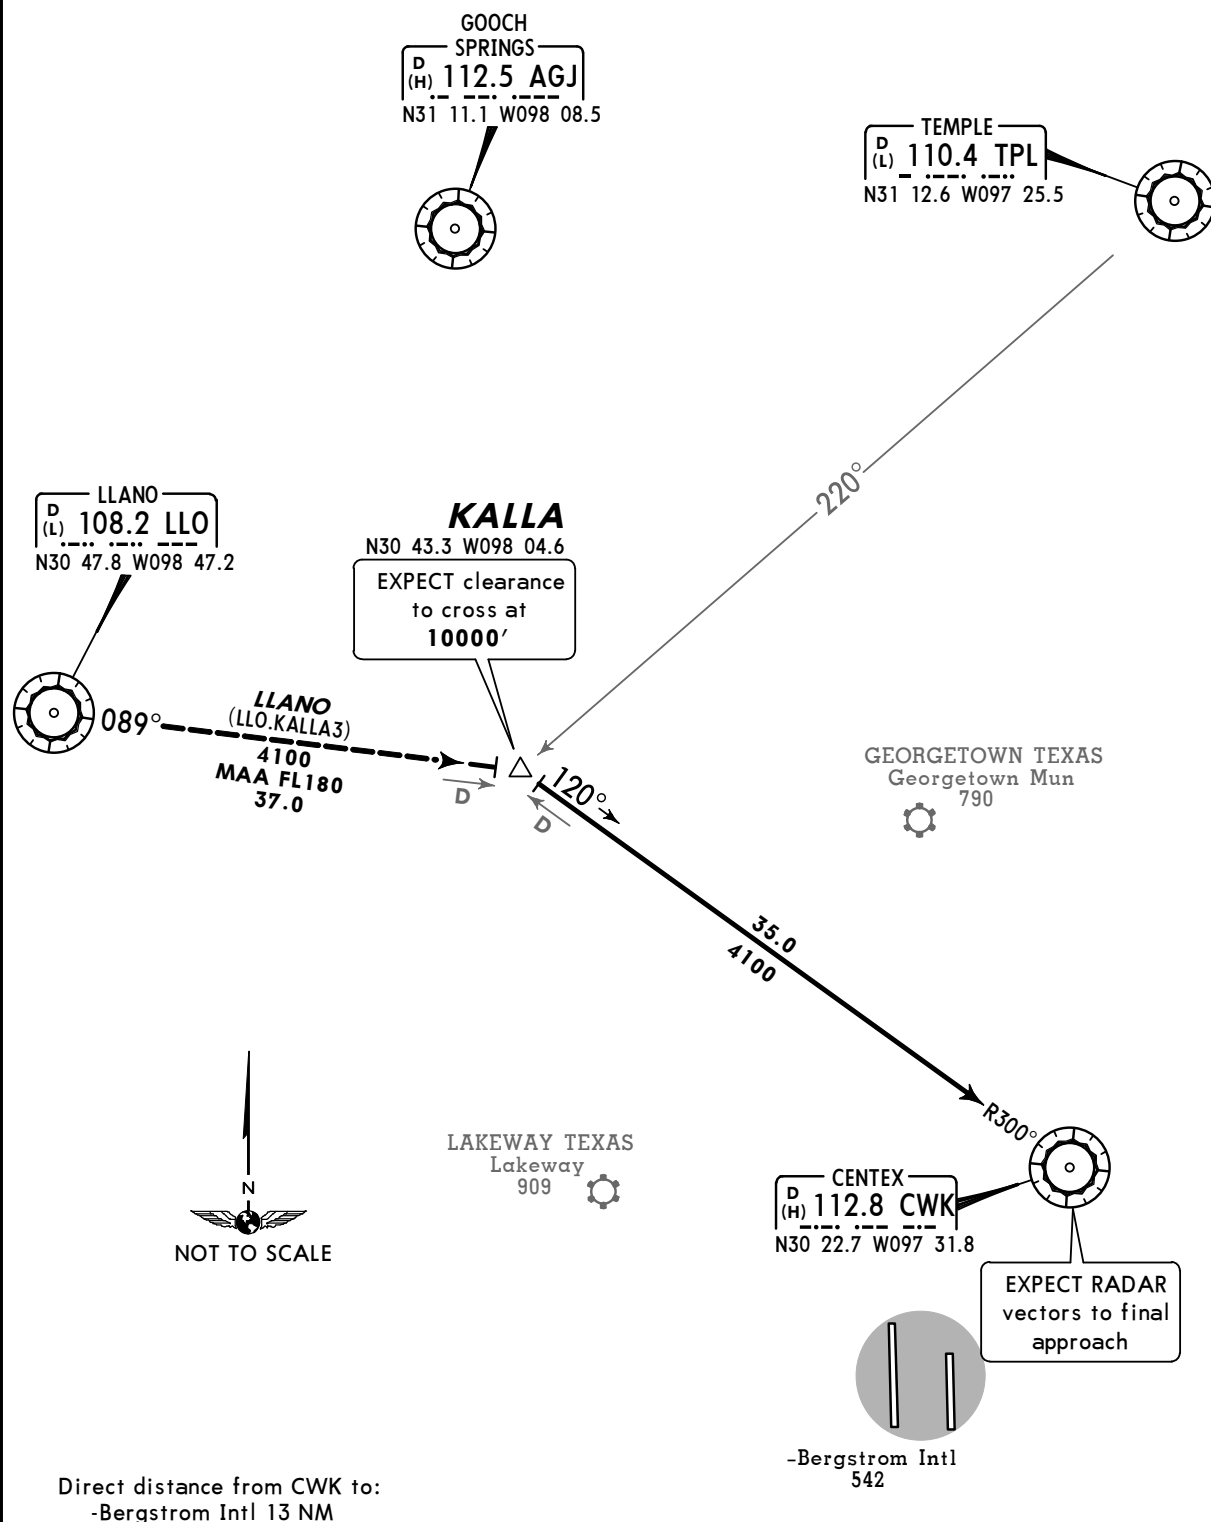 GOOCH
SPRINGS
D
(H) 112.5 AGJ
N31 11.1 W098 08.5
TEMPLE
D
(L) 110.4 TPL
N31 12.6 W097 25.5
220°
LLANO
D
(L) 108.2 LLO
N30 47.8 W098 47.2
KALLA
N30 43.3 W098 04.6
EXPECT clearance
to cross at
10000'
089°
LLANO
(LLO.KALLA3)
4100
MAA FL180
37.0
D
D
120°
GEORGETOWN TEXAS
Georgetown Mun
790
35.0
4100
R300°
LAKEWAY TEXAS
Lakeway
909
N
NOT TO SCALE
CENTEX
D
(H) 112.8 CWK
N30 22.7 W097 31.8
EXPECT RADAR
vectors to final
approach
-Bergstrom Intl
542
Direct distance from CWK to:
-Bergstrom Intl 13 NM